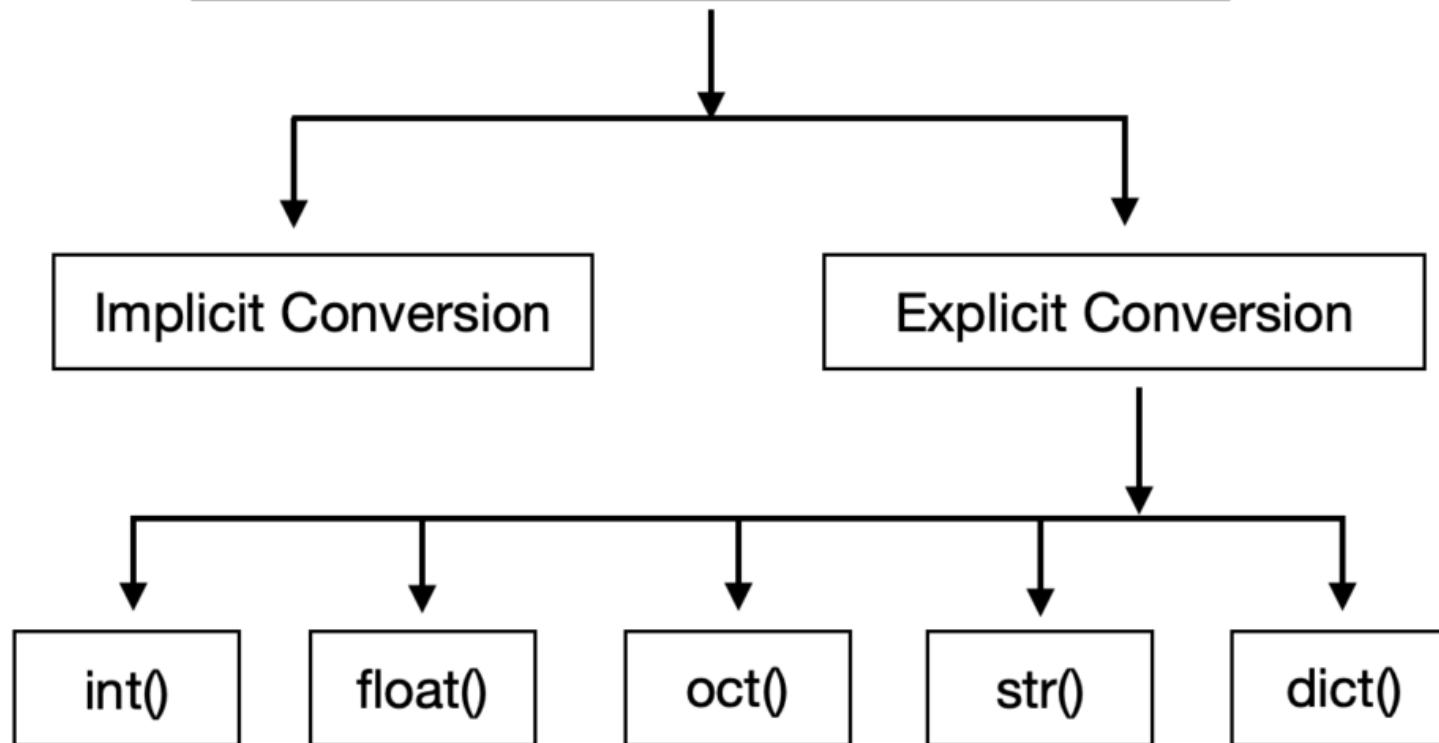 Implicit Conversion
Explicit Conversion
int()
float()
oct()
str()
dict()